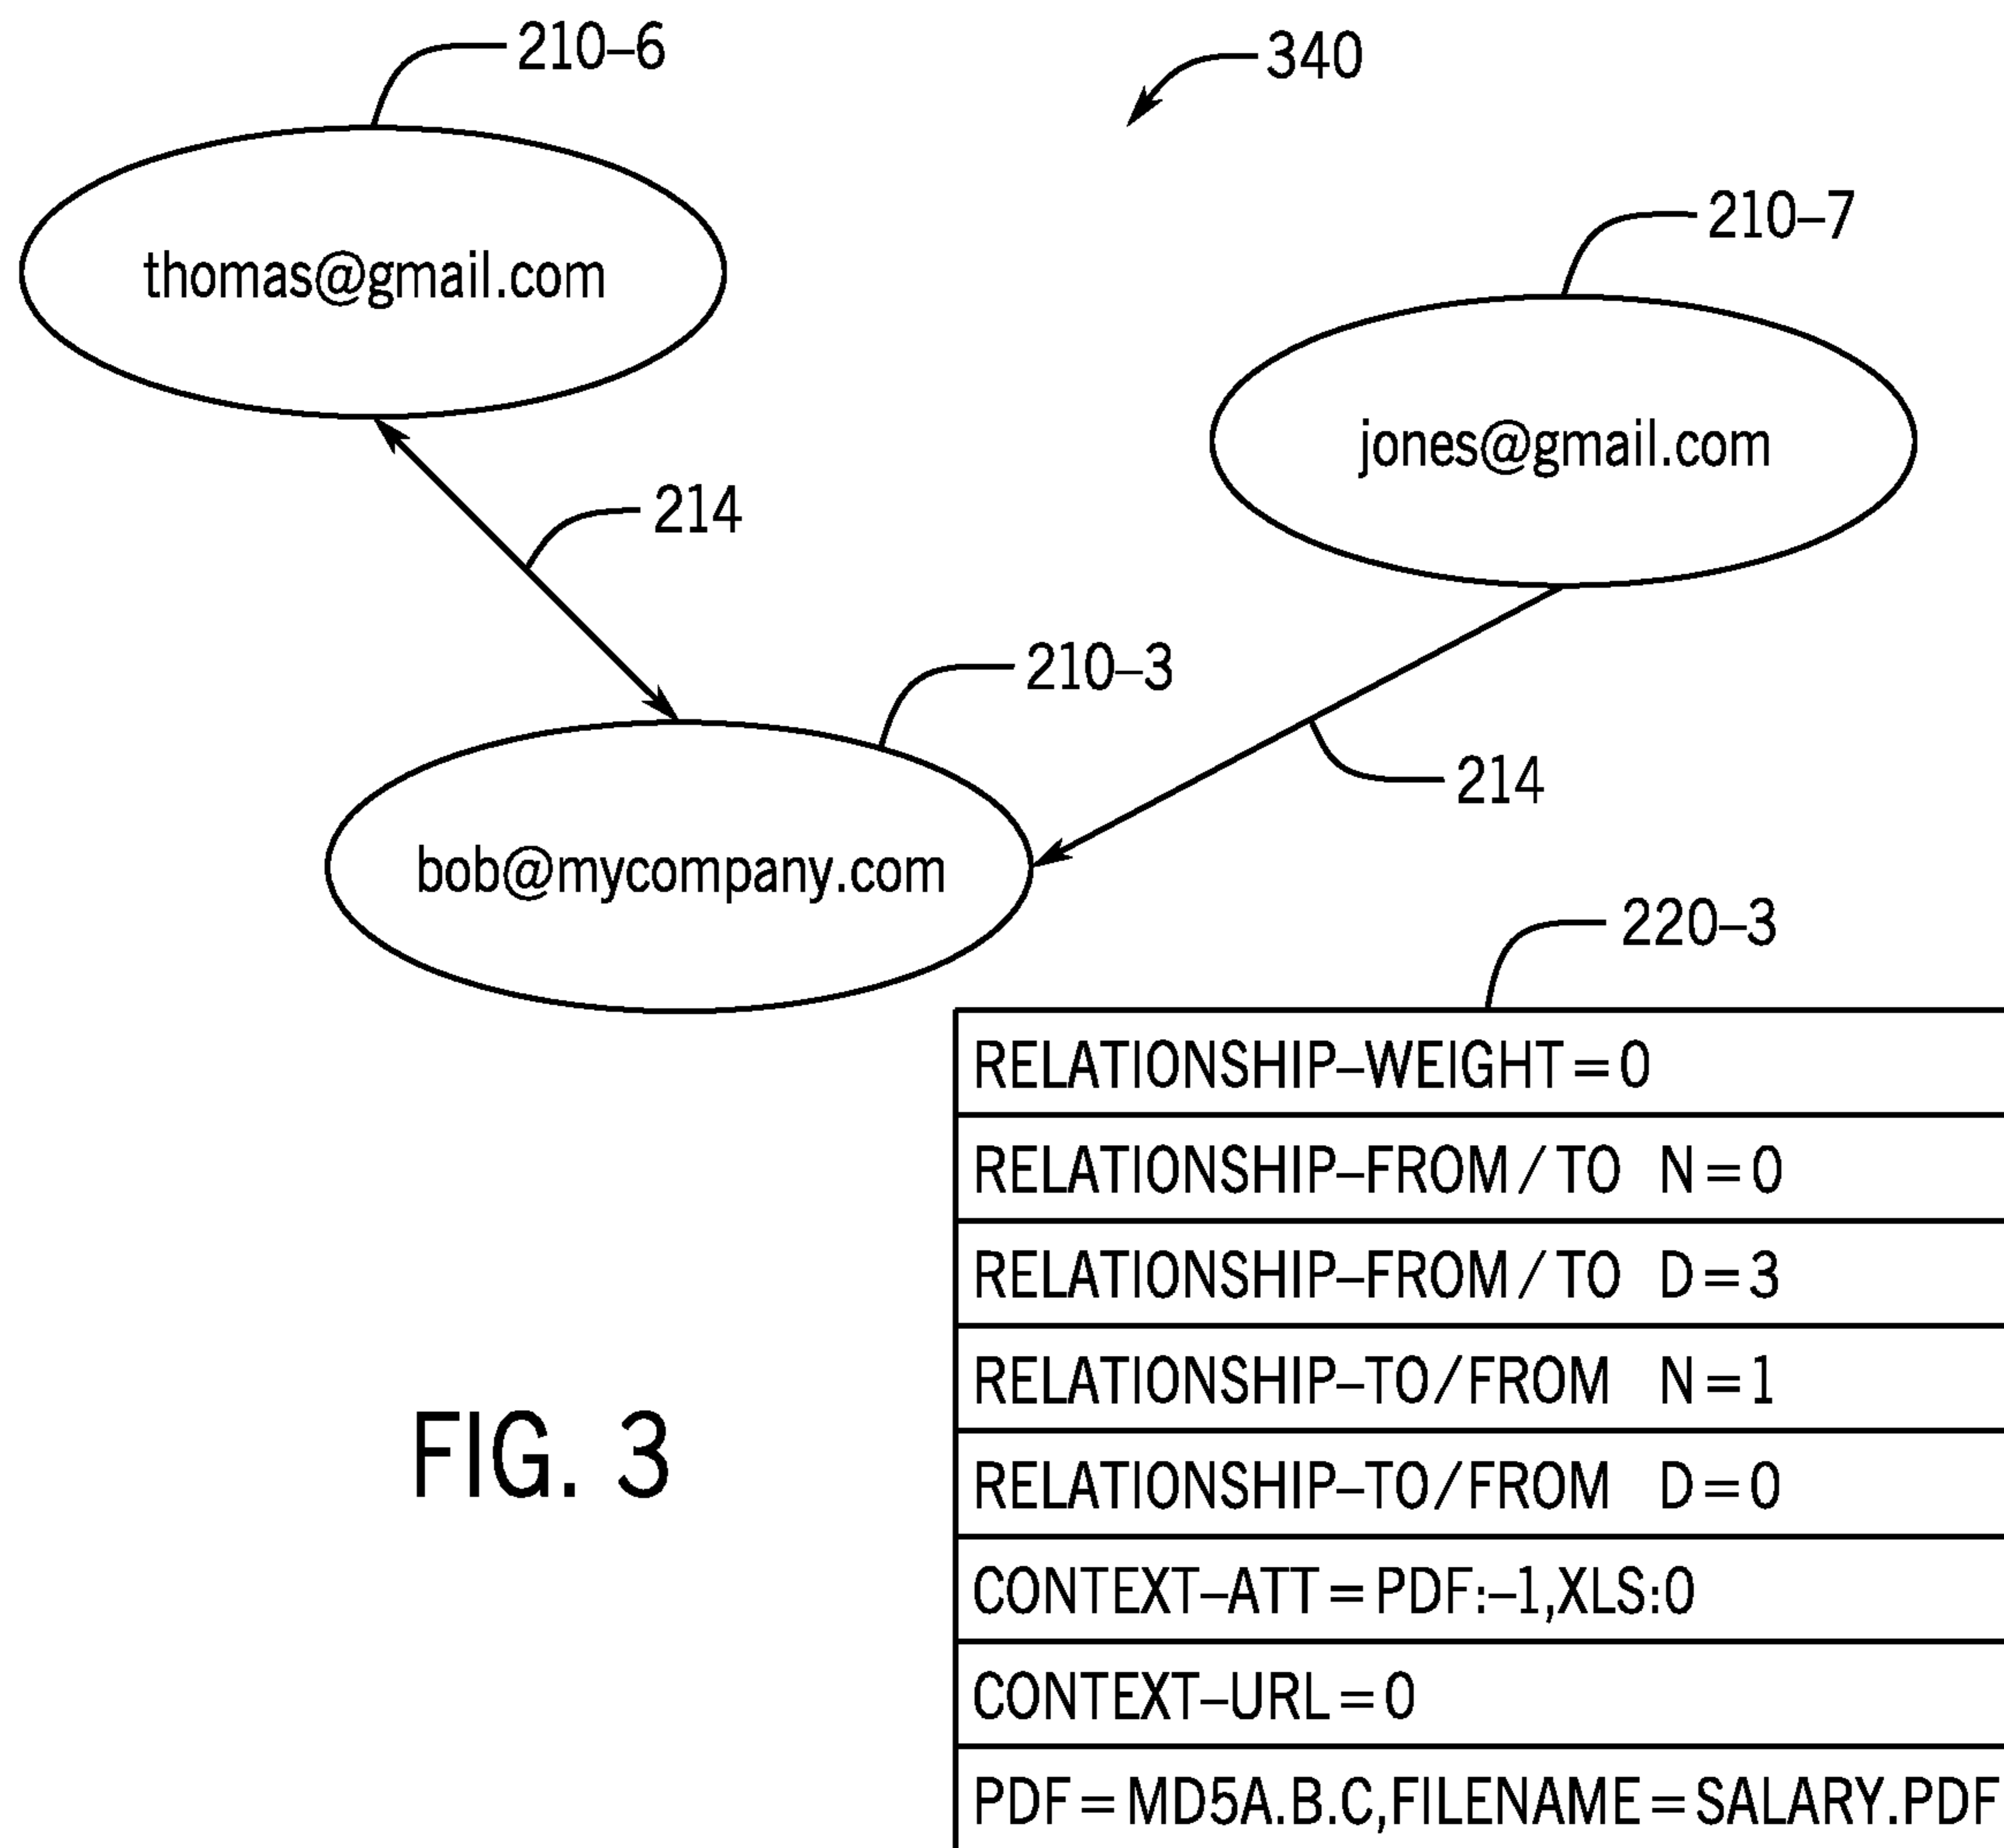 210–6
340
thomas@gmail.com
210–7
jones@gmail.com
214
210–3
214
bob@mycompany.com
220–3
RELATIONSHIP–WEIGHT=0
RELATIONSHIP–FROM/TO N=0
RELATIONSHIP–FROM/TO D=3
RELATIONSHIP–TO/FROM N=1
RELATIONSHIP–TO/FROM D=0
CONTEXT–ATT=PDF:–1,XLS:0
CONTEXT–URL=0
PDF=MD5A.B.C,FILENAME=SALARY.PDF
FIG. 3